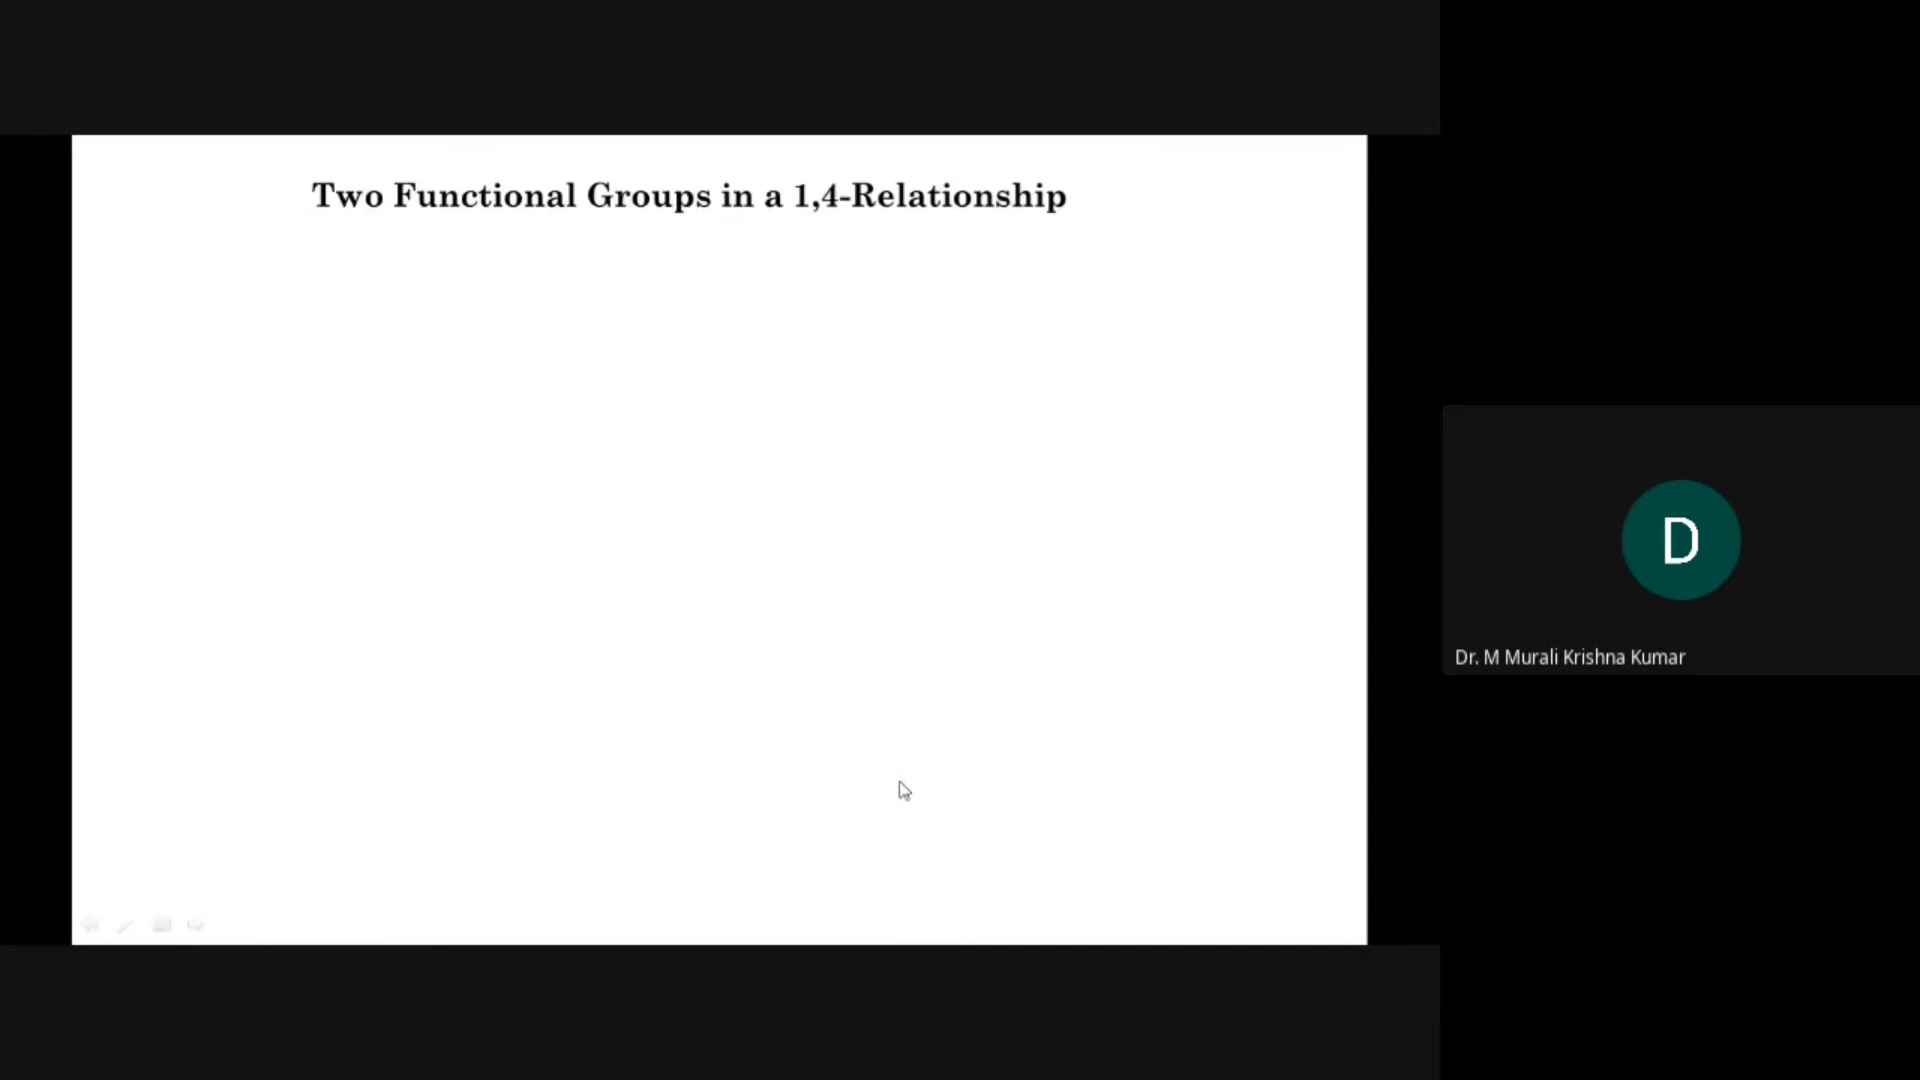 Two Functional Groups in a 1,4-Relationship
D
Dr. M Murali Krishna Kumar